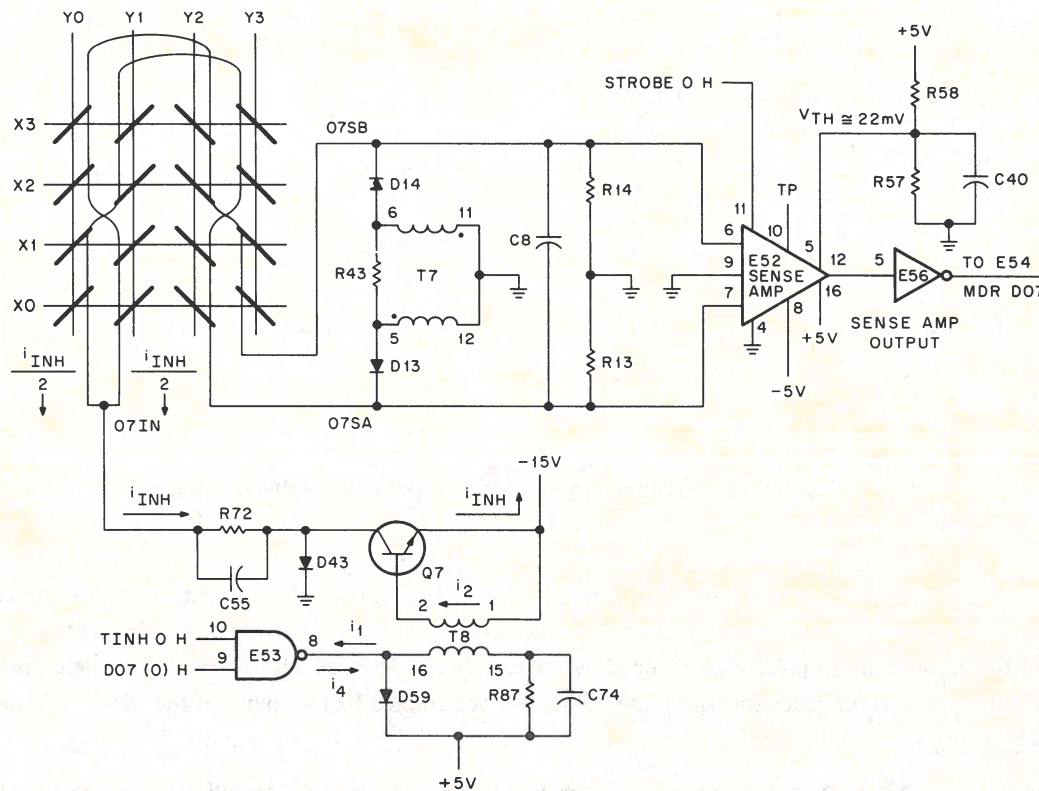 Y0 Y1 Y2 Y3
+5V
R58
STROBE 0 H
VTH ≅ 22mV
X3
07SB
D14
R14
R57
C40
X2
6
11
C8
11
TP
10
6
5
12
5
TO E54
R43
T7
9
E52
SENSE
AMP
E56
MDR D07
X1
7
16
X0
5
12
4
8
SENSE AMP
OUTPUT
+5V
iINH
2
iINH
2
D13
R13
-5V
07IN
07SA
-15V
iINH
R72
iINH
D43
C55
Q7
i2
2
1
TINH 0 H
10
E53
8
i1
T8
D07 (0) H
9
i4
16
15
D59
R87
C74
+5V